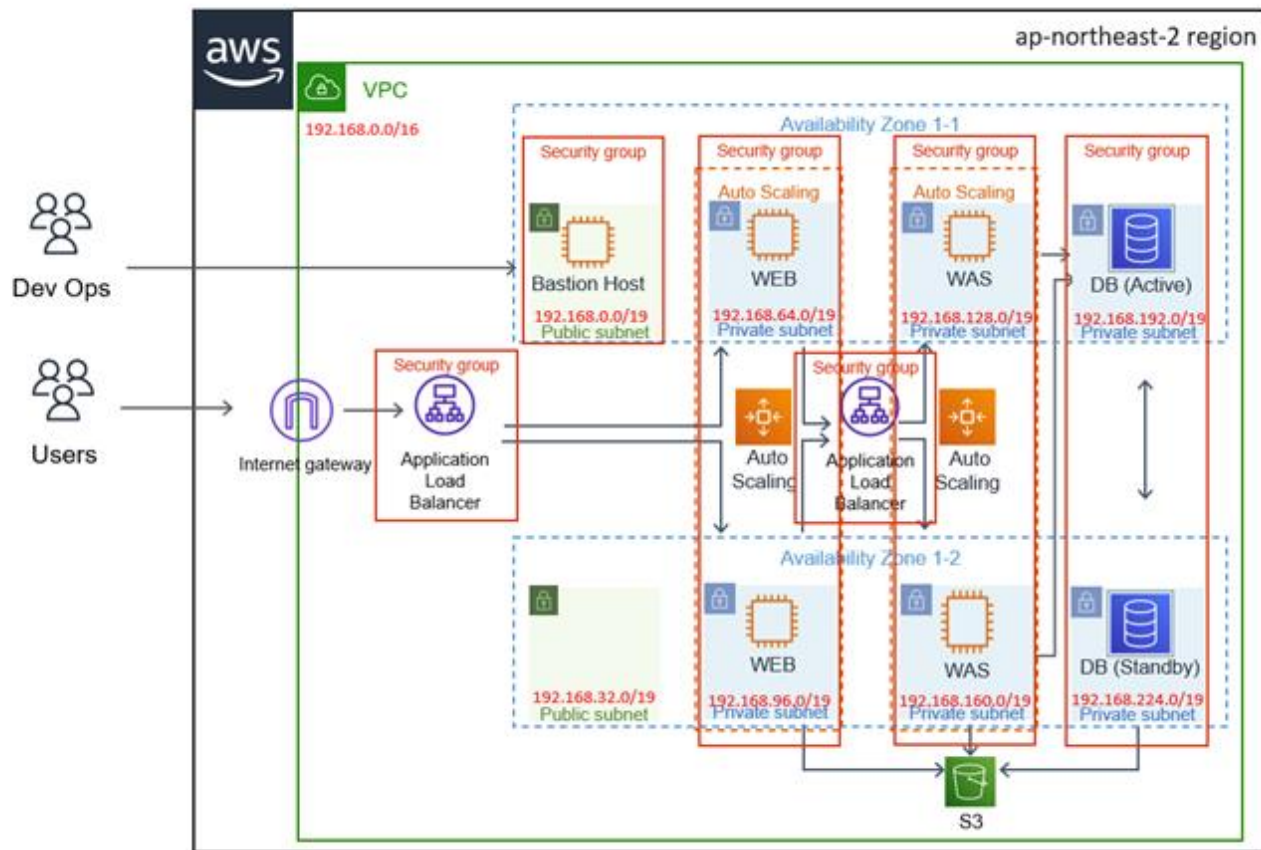 aws
ap-northeast-2 region
VPC
192.168.0.0/16
Availability Zone 1-1
Security group
Security group
Security group
Security group
Auto Scaling
Auto Scaling
Bastion Host
WEB
WAS
DB (Active)
192.168.0.0/19
192.168.64.0/19
192.168.128.0/19
192.168.192.0/19
Public subnet
Private subnet
Private subnet
Private subnet
Dev Ops
Users
Internet gateway
Security group
Application
Load
Balancer
Auto
Scaling
Security group
Application
Load
Balancer
Auto
Scaling
Availability Zone 1-2
WEB
WAS
DB (Standby)
192.168.32.0/19
192.168.96.0/19
192.168.160.0/19
192.168.224.0/19
Public subnet
Private subnet
Private subnet
Private subnet
S3